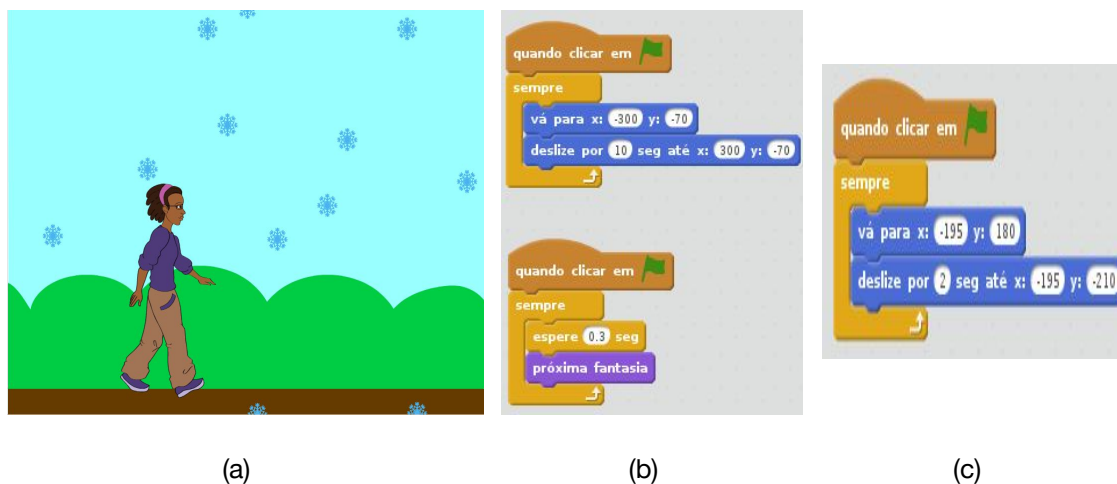 quando clicar em
sempre
vá para x: -300 y: -70
deslize por 10 seg até x: 300 y: -70
quando clicar em
sempre
espere 0.3 seg
próxima fantasia
quando clicar em
sempre
vá para x: -195 y: 180
deslize por 2 seg até x: -195 y: -210
(a)
(b)
(c)